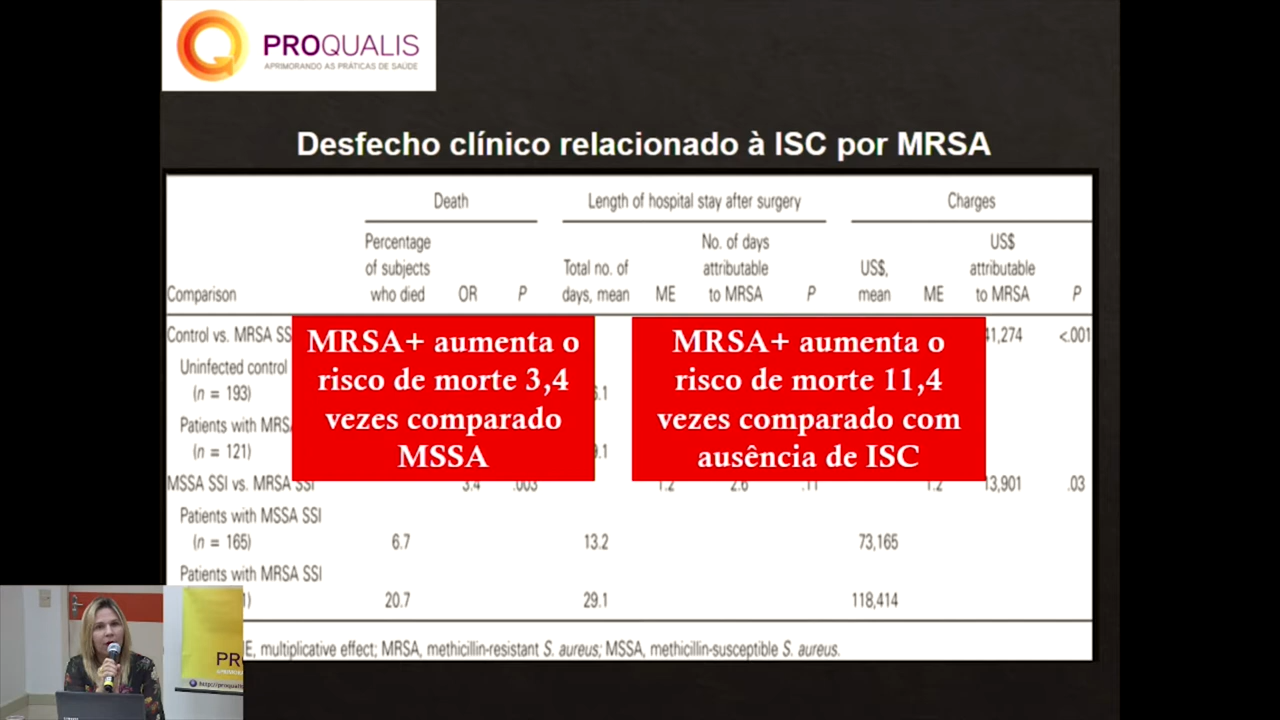 PROQUALIS
APRIMORANDO AS PRÁTICAS DE SAÚDE
Desfecho clínico relacionado à ISC por MRSA
Death Length of hospital stay after surgery Charges
Percentage No. of days US$
of subjects Total no. of attributable US$, attributable
Comparison who died OR P days, mean ME to MRSA P mean ME to MRSA P
Control vs. MRSA 41,274 <.001
Uninfected control
(n = 193)
Patients with
(n = 121)
MRSA+ aumenta o
risco de morte 3,4
vezes comparado
MSSA
MRSA+ aumenta o
risco de morte 11,4
vezes comparado com
ausência de ISC
MSSA SSI vs. MRSA SSI 3.4 .003 1.2 2.6 .11 1.2 13,901 .03
Patients with MSSA SSI
(n = 165) 6.7 13.2 73,165
Patients with MRSA SSI
20.7 29.1 118,414
multiplicative effect; MRSA, methicillin-resistant S. aureus; MSSA, methicillin-susceptible S. aureus.
PR